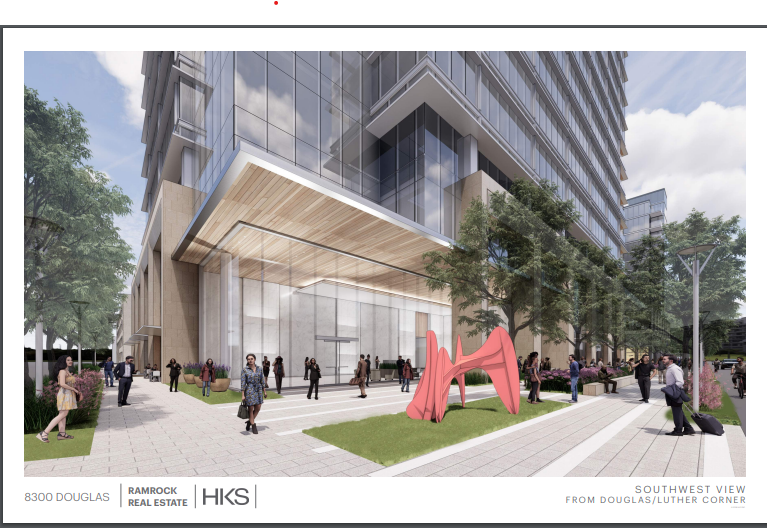 8300 DOUGLAS
RAMROCK
REAL ESTATE
HKS
SOUTHWEST VIEW
FROM DOUGLAS/LUTHER CORNER